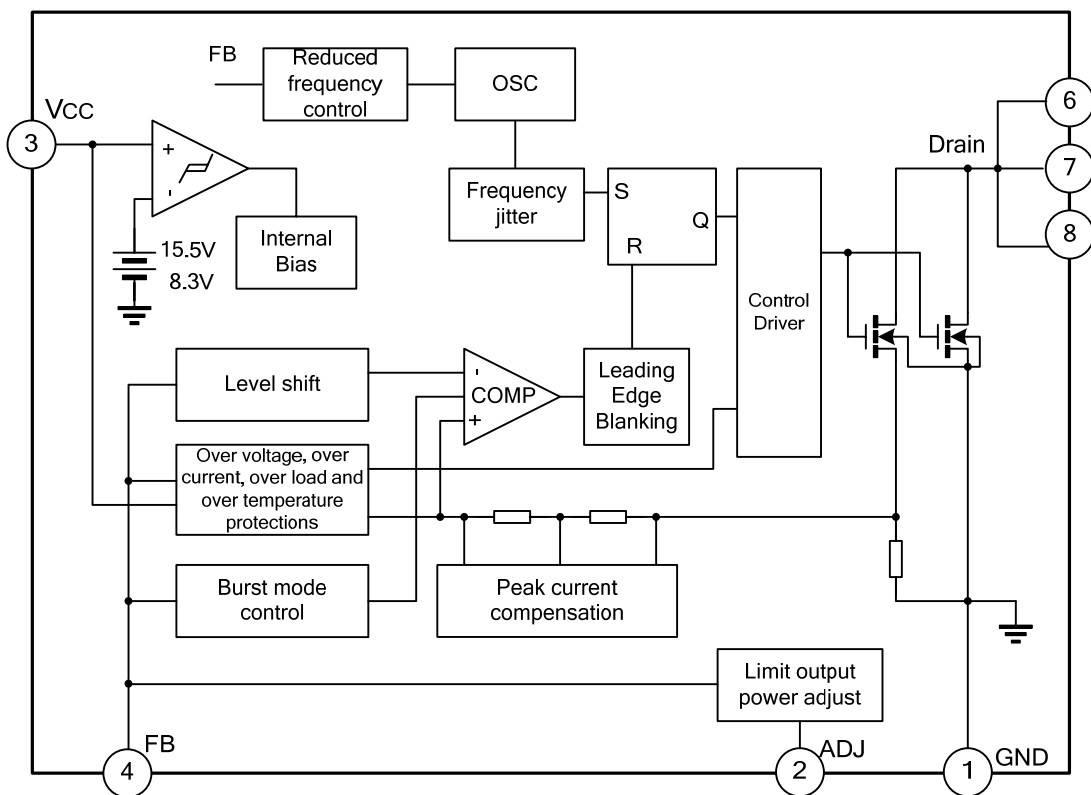 FB
Reduced
frequency
control
OSC
6
VCC
3
+
-
Drain
7
Frequency
jitter
S
Q
R
8
Internal
Bias
15.5V
8.3V
Control
Driver
Level shift
-
COMP
+
Leading
Edge
Blanking
Over voltage, over
current, over load and
over temperature
protections
Burst mode
control
Peak current
compensation
Limit output
power adjust
FB
4
ADJ
2
GND
1